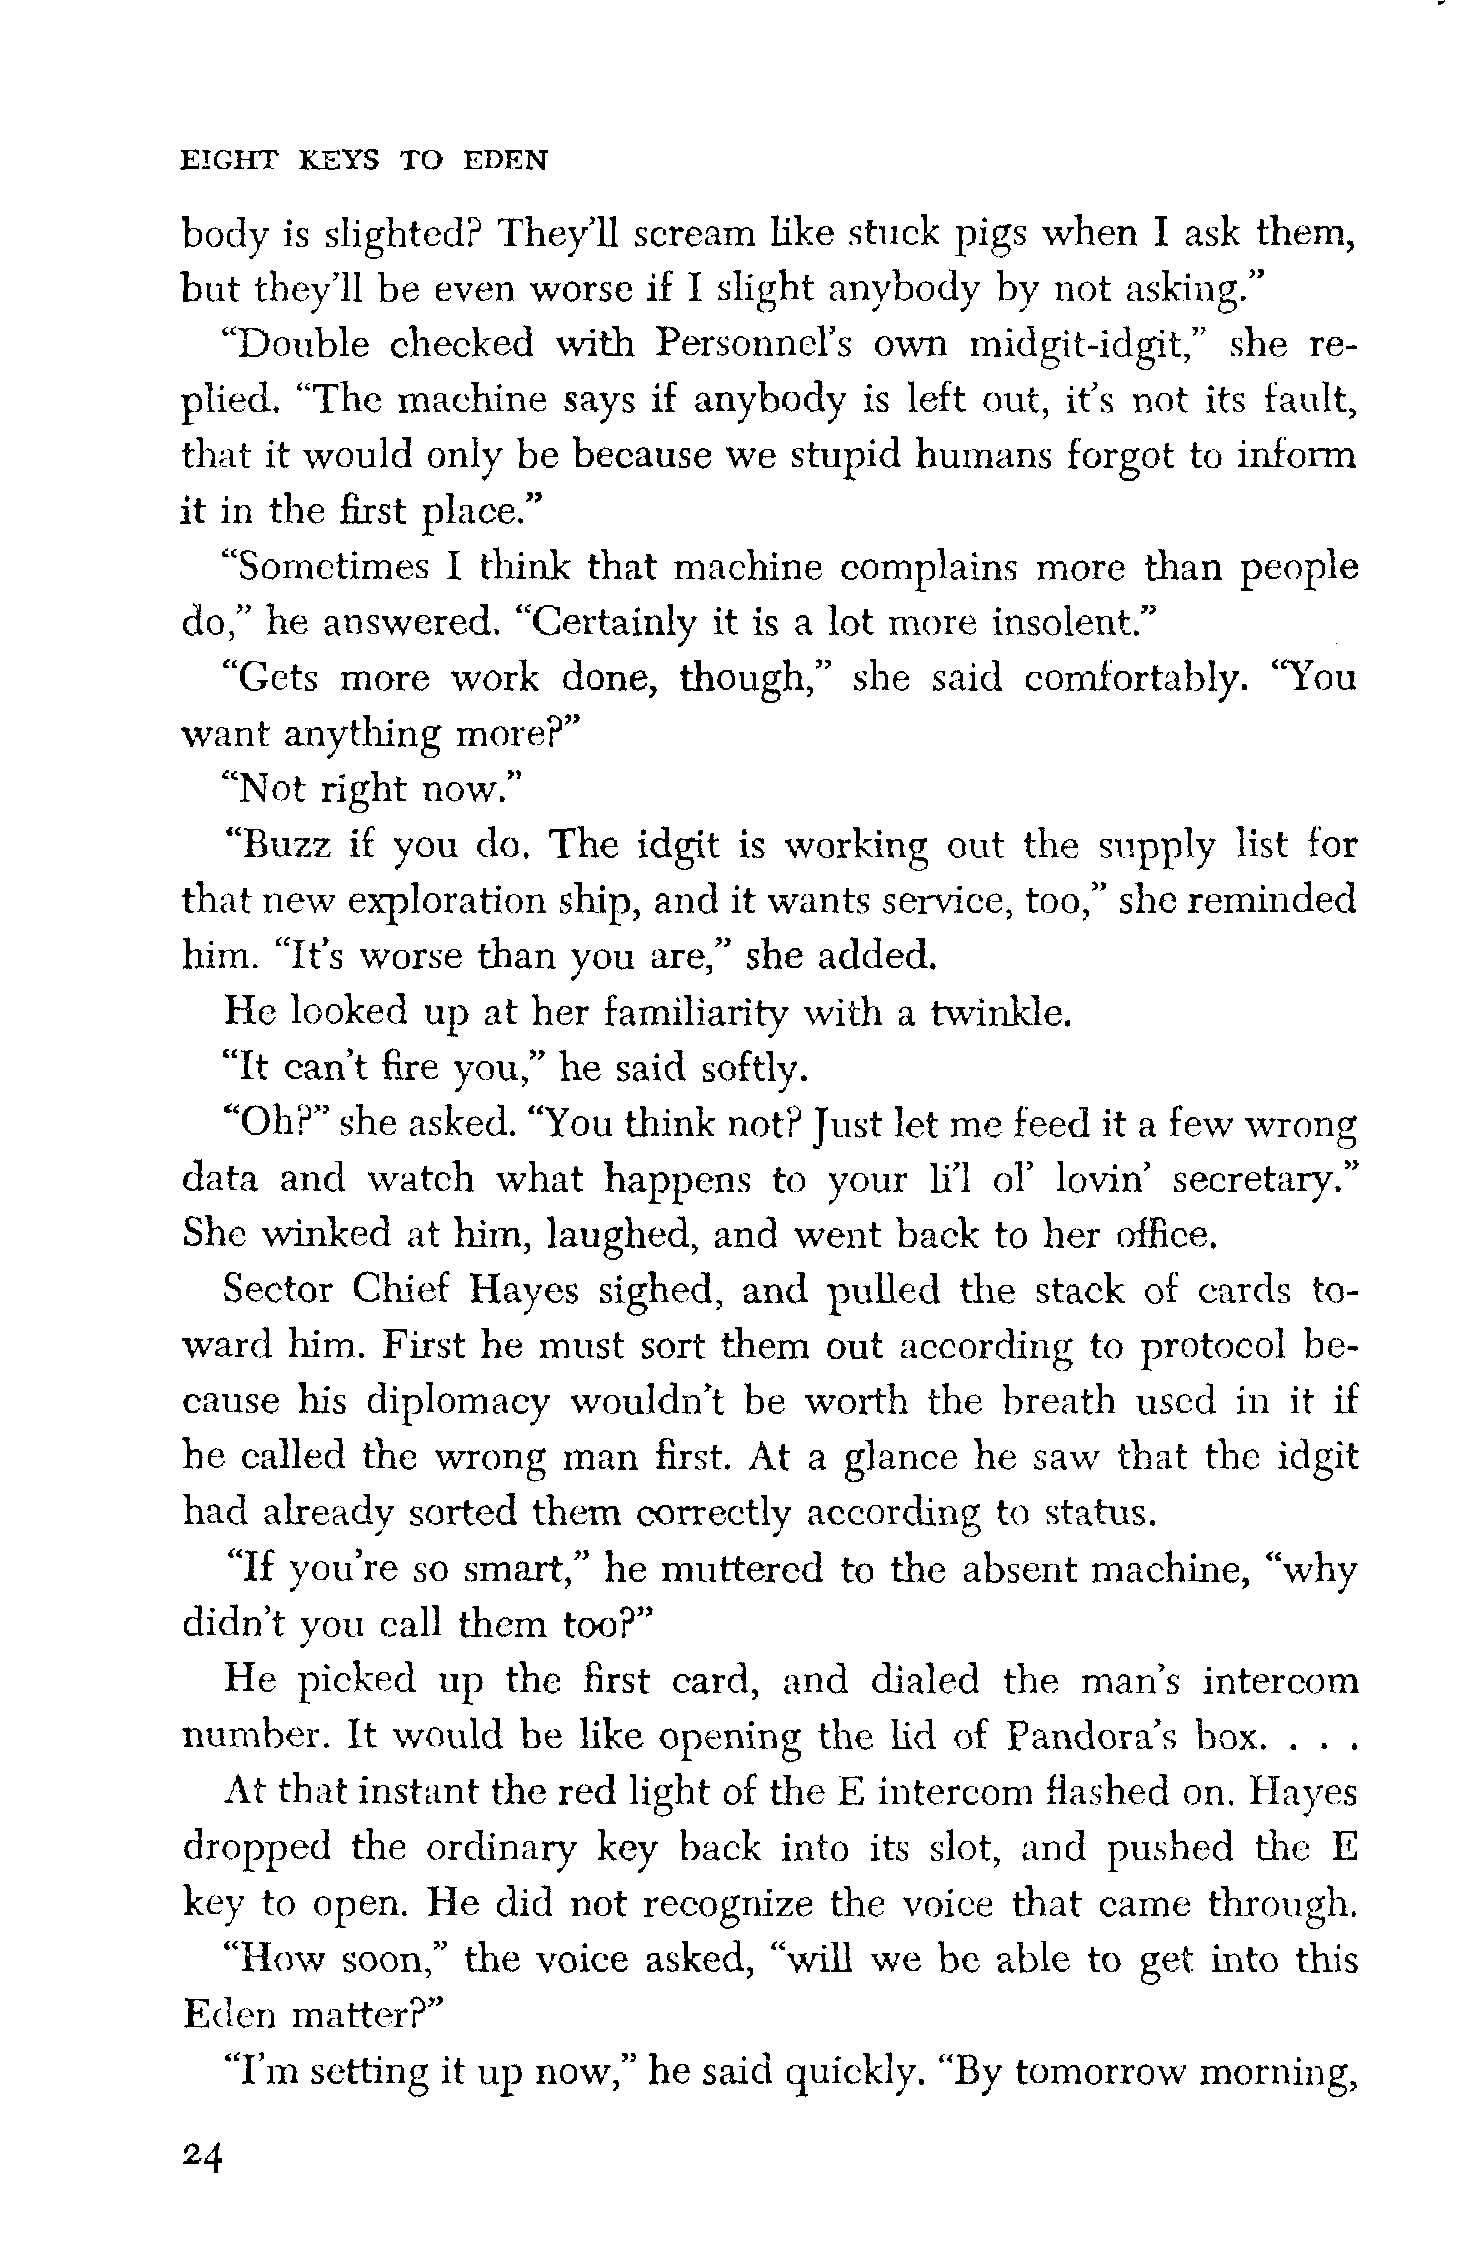 EIGHT KEYS TO EDEN
body is slighted? They’ll scream like stuck pigs when I ask them,
but they’ll be even worse if I slight anybody by not asking.”
“Double checked with Personnel’s own midgit-idgit,” she re-
plied. “The machine says if anybody is left out, it’s not its fault,
that it would only be because we stupid humans forgot to inform
it in the first place.”
“Sometimes I think that machine complains more than people
do,” he answered. “Certainly it is a lot more insolent.”
“Gets more work done, though,” she said comfortably. “You
want anything more?”
“Not right now.”
“Buzz if you do. The idgit is working out the supply list for
that new exploration ship, and it wants service, too,” she reminded
him. “It’s worse than you are,” she added.
He looked up at her familiarity with a twinkle.
“It can’t fire you,” he said softly.
“Oh?” she asked. “You think not? Just let me feed it a few wrong
data and watch what happens to your li’l ol’ lovin’ secretary.”
She winked at him, laughed, and went back to her office.
Sector Chief Hayes sighed, and pulled the stack of cards to-
ward him. First he must sort them out according to protocol be-
cause his diplomacy wouldn’t be worth the breath used in it if
he called the wrong man first. At a glance he saw that the idgit
had already sorted them correctly according to status.
“If you’re so smart,” he muttered to the absent machine, “why
didn’t you call them too?”
He picked up the first card, and dialed the man’s intercom
number. It would be like opening the lid of Pandora’s box. . . .
At that instant the red light of the E intercom flashed on. Hayes
dropped the ordinary key back into its slot, and pushed the E
key to open. He did not recognize the voice that came through.
“How soon,” the voice asked, “will we be able to get into this
Eden matter?”
“I’m setting it up now,” he said quickly. “By tomorrow morning,
24